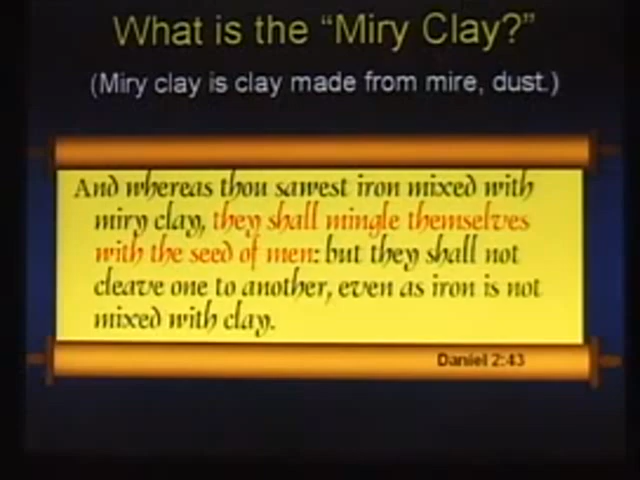 What is the “Miry Clay?”
(Miry clay is clay made from mire, dust.)
And whereas thou sawest iron mixed with
miry clay, they shall mingle themselves
with the seed of men: but they shall not
cleave one to another, even as iron is not
mixed with clay.
Daniel 2:43